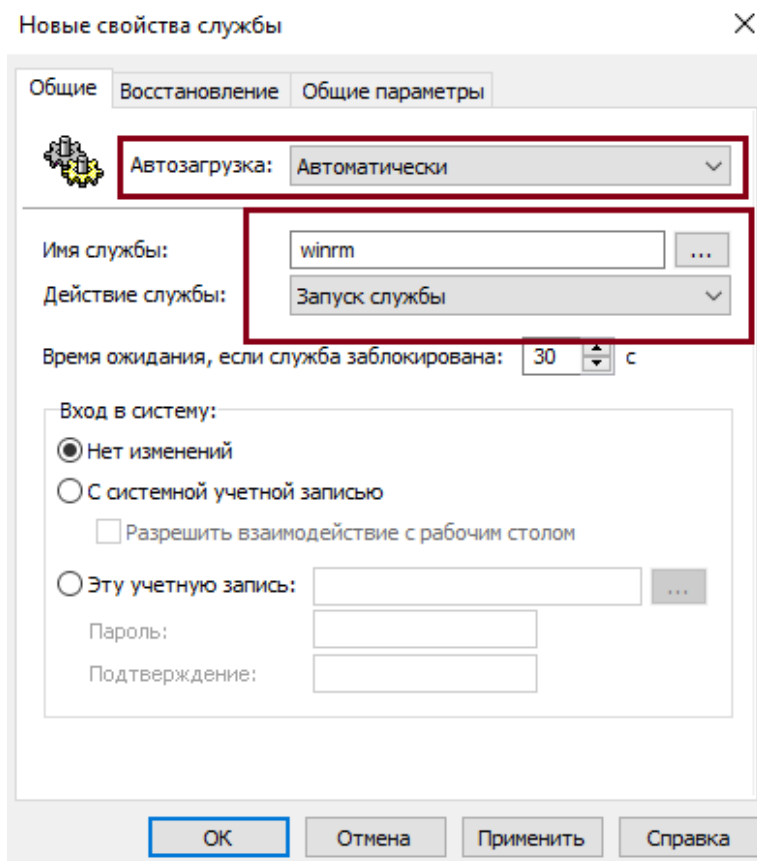 Новые свойства службы
Общие Восстановление Общие параметры
Автозагрузка: Автоматически
Имя службы: winrm ...
Действие службы: Запуск службы
Время ожидания, если служба заблокирована: 30 с
Вход в систему:
Нет изменений
С системной учетной записью
Разрешить взаимодействие с рабочим столом
Эту учетную запись: ...
Пароль:
Подтверждение:
ОК Отмена Применить Справка